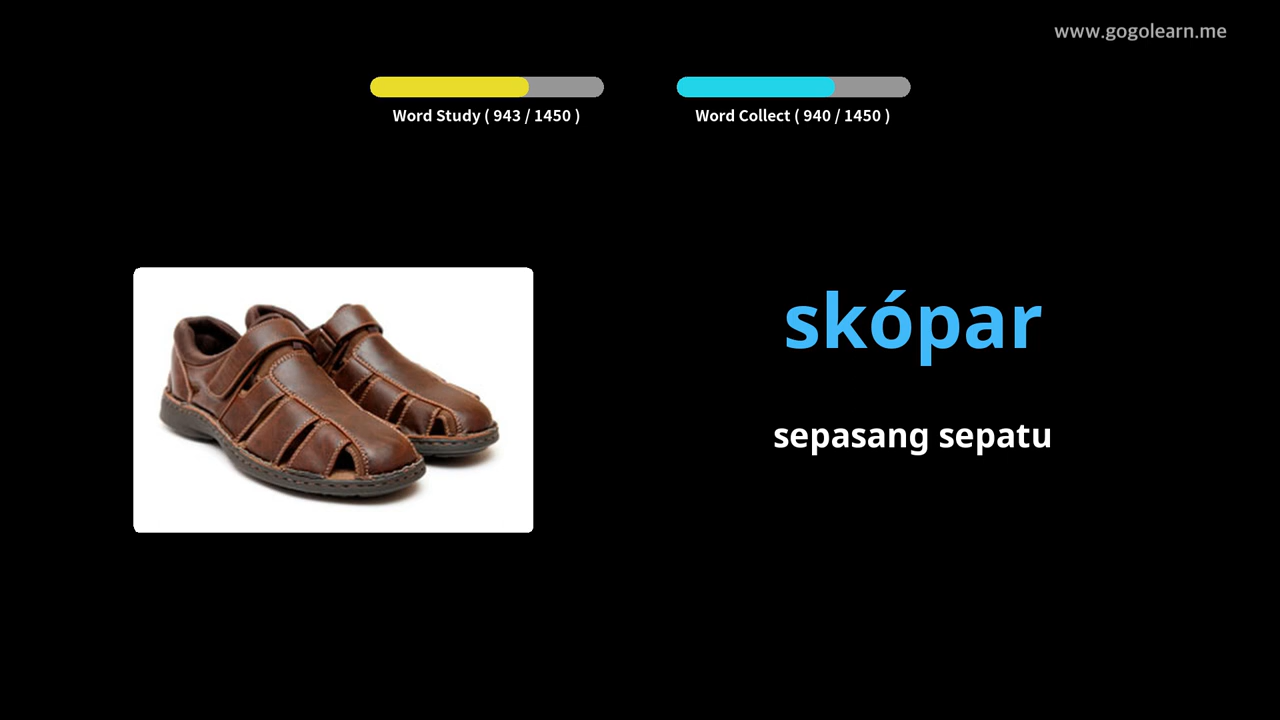 www.gogolearn.me
Word Study ( 943 / 1450 )
Word Collect ( 940 / 1450 )
skópar
sepasang sepatu